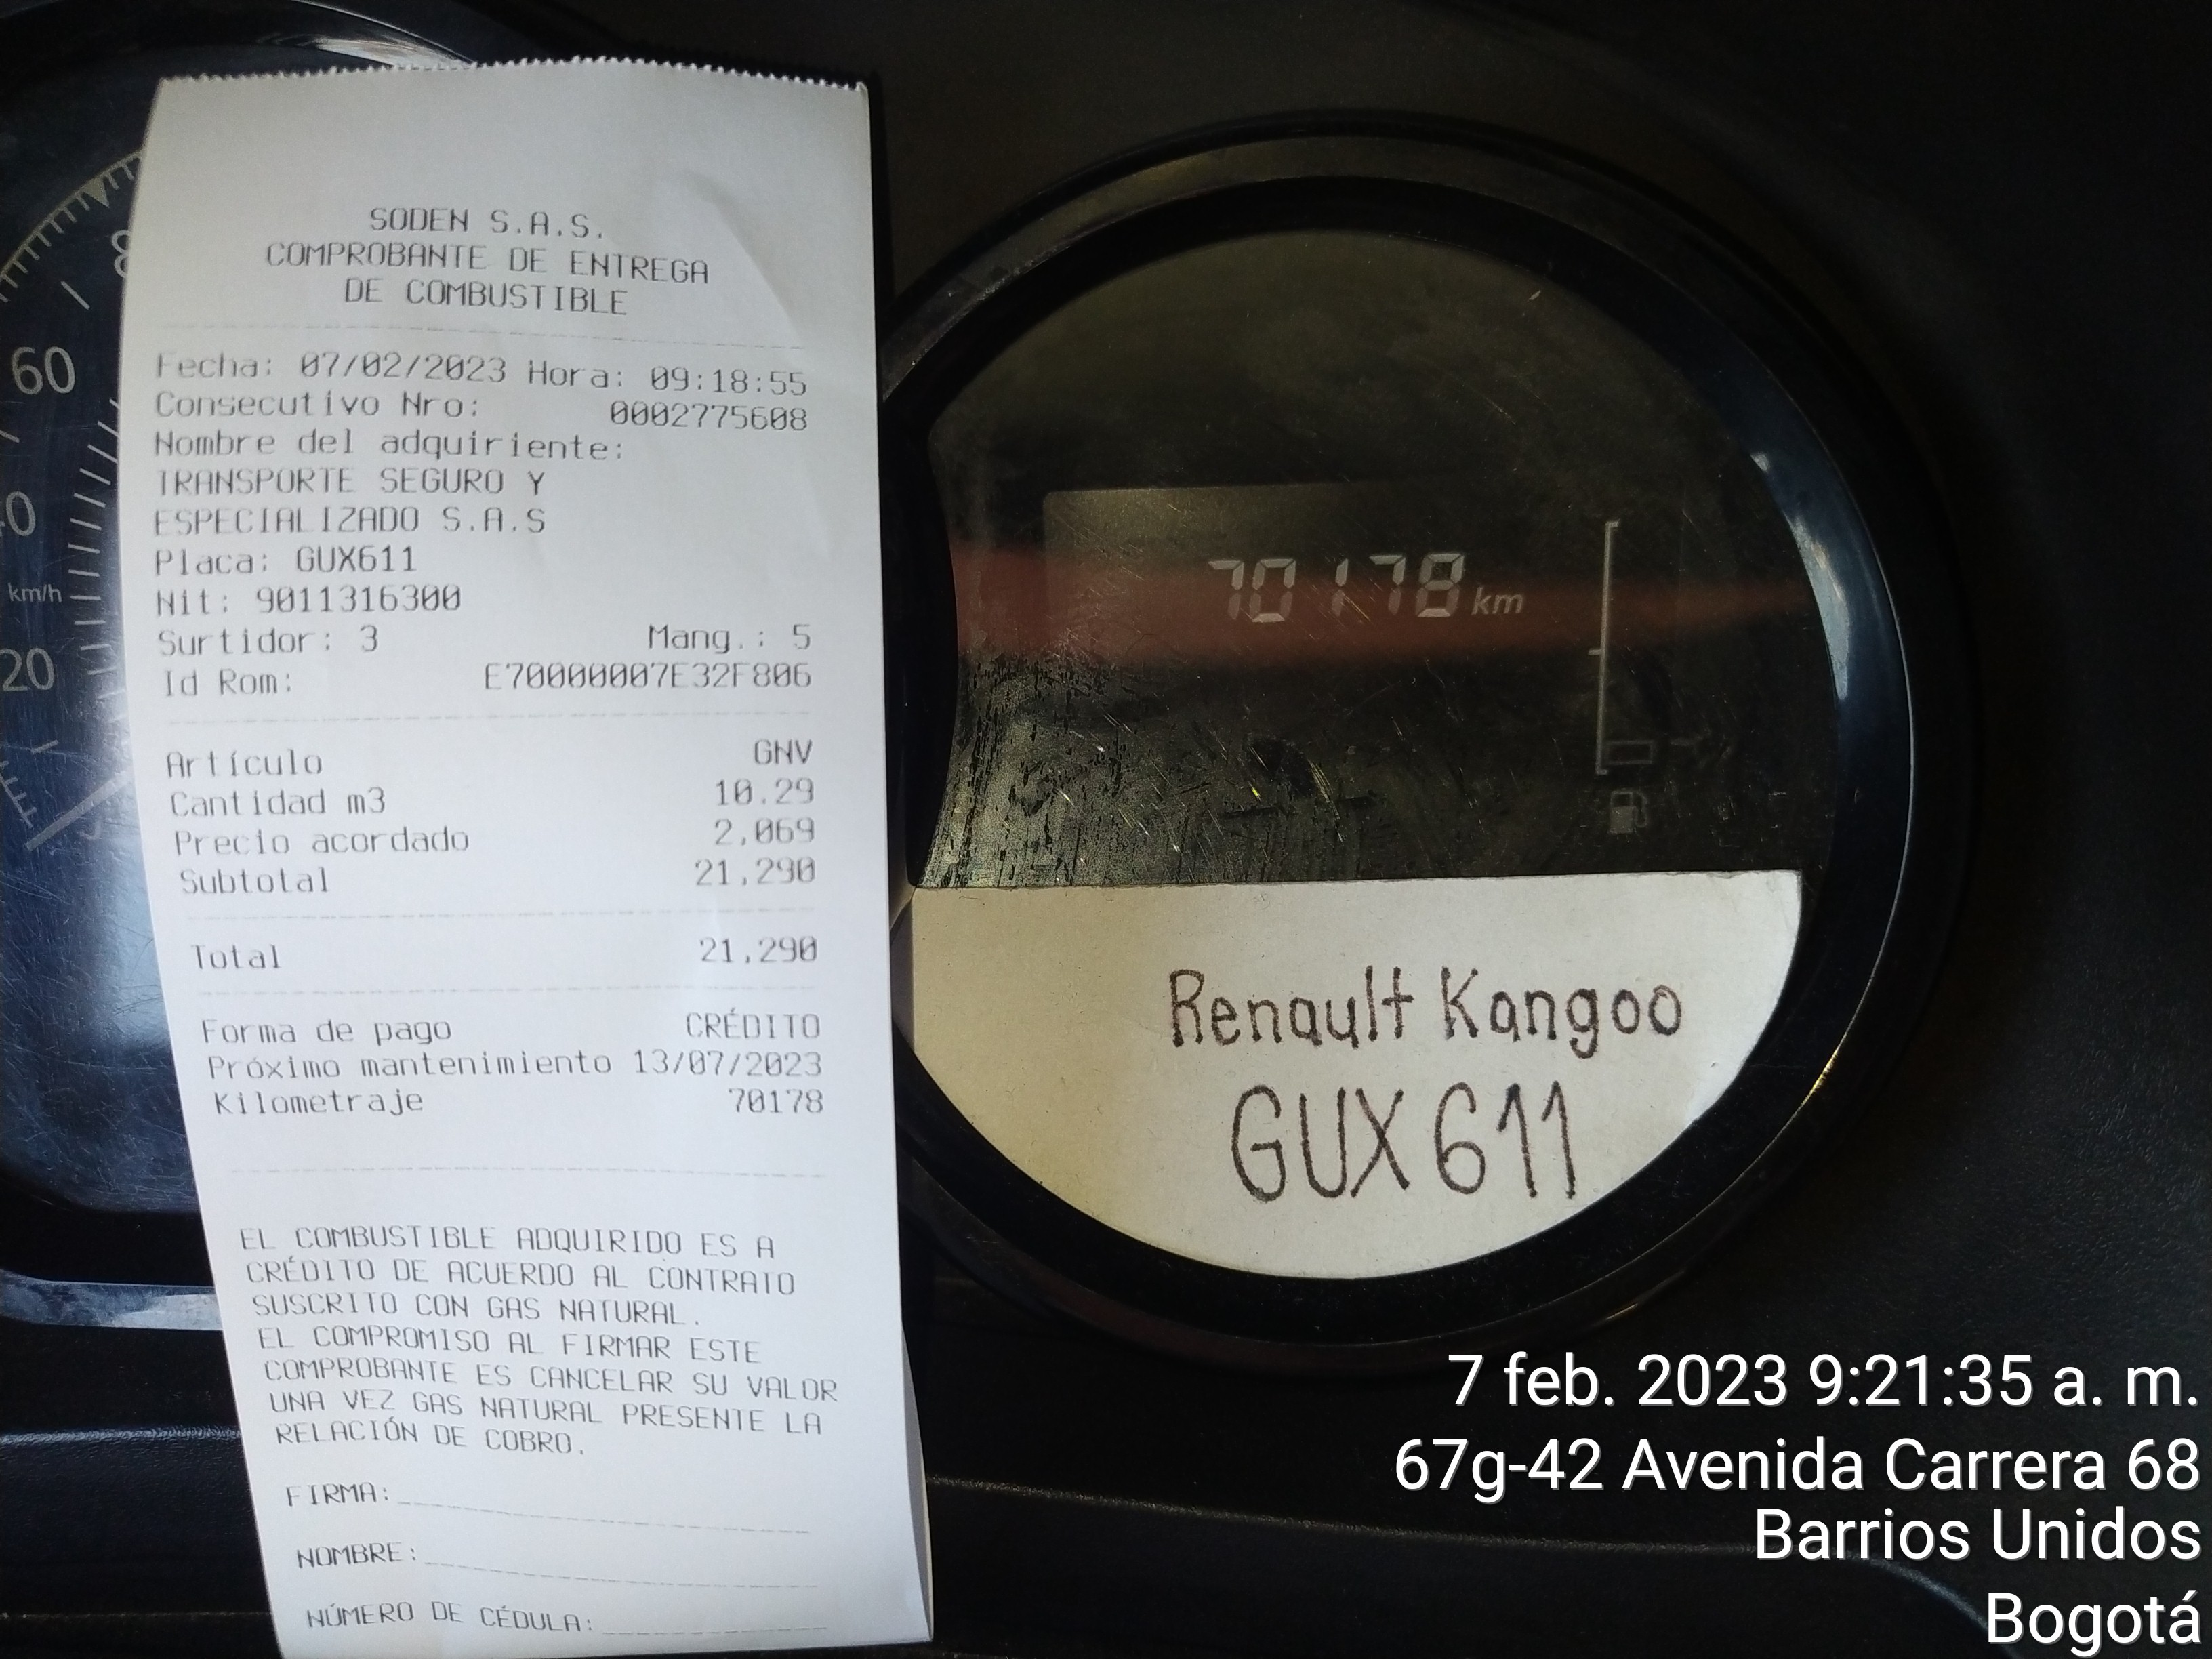 SODEN S.A.S.
COMPROBANTE DE ENTREGA
DE COMBUSTIBLE
Fecha: 07/02/2023 Hora: 09:18:55
Consecutivo Nro: 0002775608
Nombre del adquiriente:
TRANSPORTE SEGURO Y
ESPECIALIZADO S.A.S
Placa: GUX611
Nit: 9011316300
Surtidor: 3 Mang.: 5
Id Rom: E70000007E32F806
Artículo GNV
Cantidad m3 10.29
Precio acordado 2,069
Subtotal 21,290
Total 21,290
Forma de pago CRÉDITO
Próximo mantenimiento 13/07/2023
Kilometraje 70178
EL COMBUSTIBLE ADQUIRIDO ES A
CRÉDITO DE ACUERDO AL CONTRATO
SUSCRITO CON GAS NATURAL.
EL COMPROMISO AL FIRMAR ESTE
COMPROBANTE ES CANCELAR SU VALOR
UNA VEZ GAS NATURAL PRESENTE LA
RELACIÓN DE COBRO.
FIRMA:
NOMBRE:
NÚMERO DE CÉDULA:
60
km/h
20
70178 km
Renault Kangoo
GUX611
7 feb. 2023 9:21:35 a. m.
67g-42 Avenida Carrera 68
Barrios Unidos
Bogotá